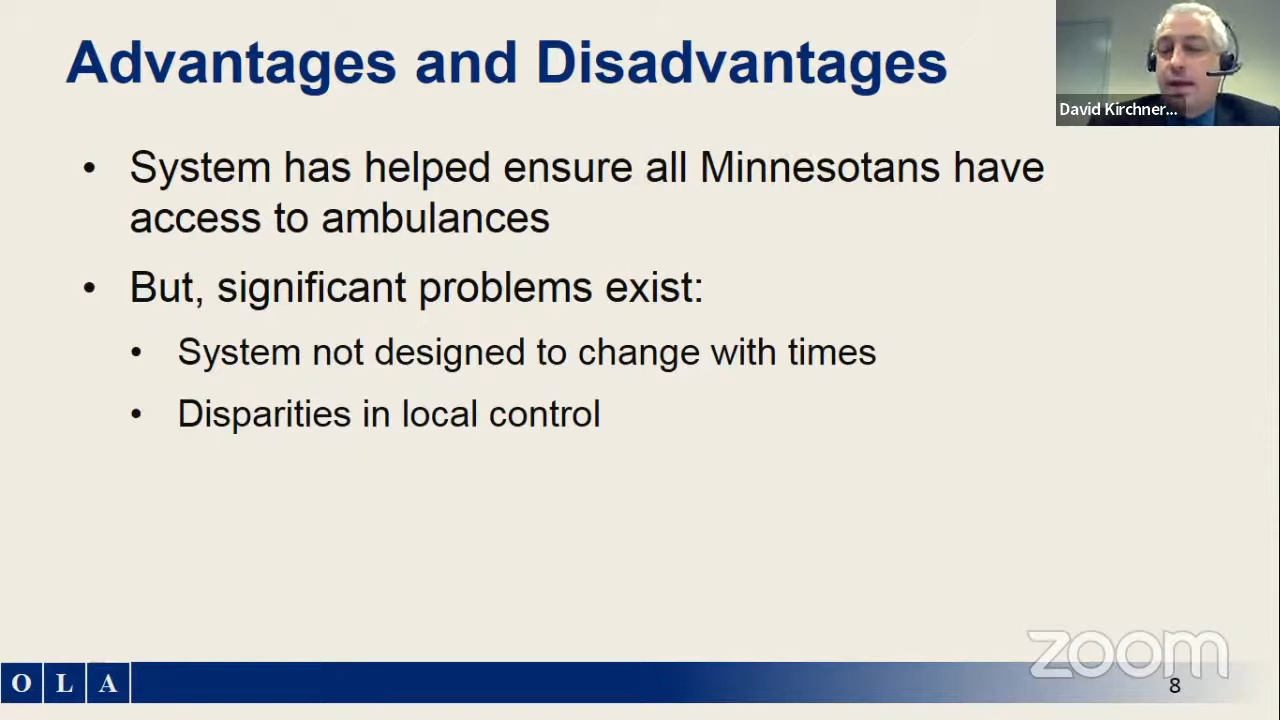 Advantages and Disadvantages
David Kirchner...
• System has helped ensure all Minnesotans have
access to ambulances
• But, significant problems exist:
• System not designed to change with times
• Disparities in local control
zoom
O L A
8